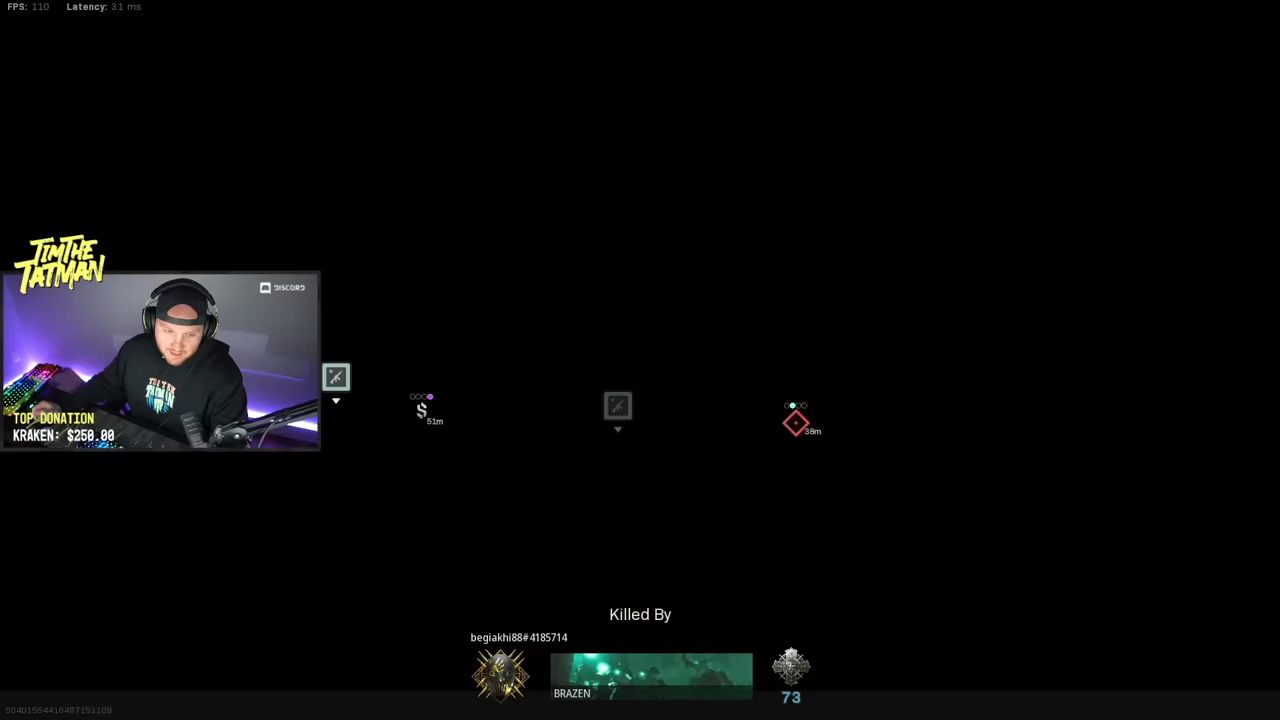 FPS: 110 Latency: 31 ms
TIMTHE
TATMAN
DISCORD
TOP DONATION
KRAKEN: $250.00
$
51m
38m
Killed By
begiakhi88#4185714
BRAZEN
73